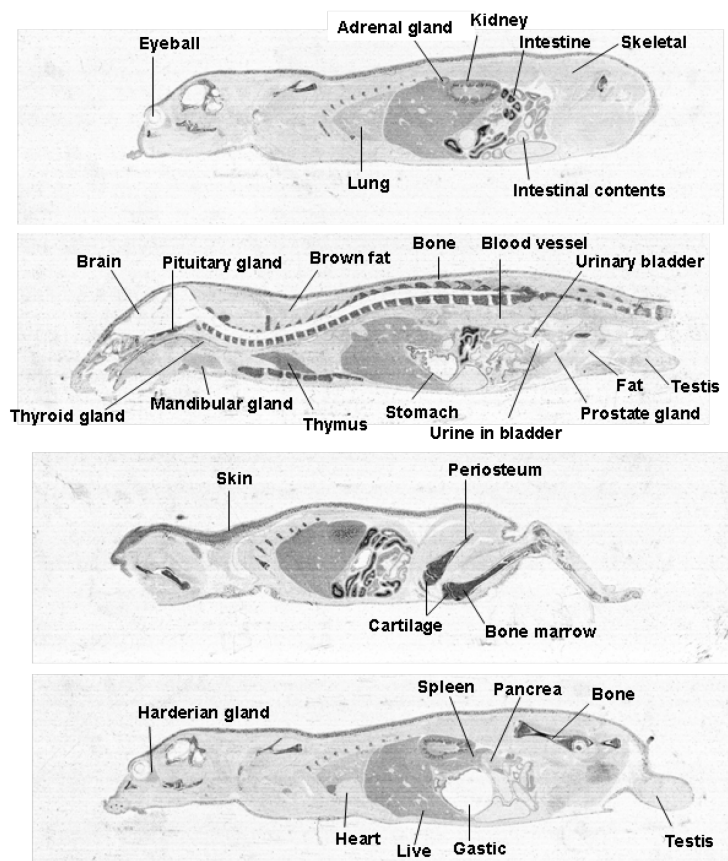 Kidney
Adrenal gland
Eyeball
Intestine
Skeletal
Lung
Intestinal contents
Bone
Blood vessel
Brain
Pituitary gland
Brown fat
Urinary bladder
Thyroid gland
Mandibular gland
Thymus
Stomach
Urine in bladder
Fat
Prostate gland
Testis
Periosteum
Skin
Cartilage
Bone marrow
Spleen
Pancrea
Bone
Harderian gland
Heart
Live
Gastic
Testis